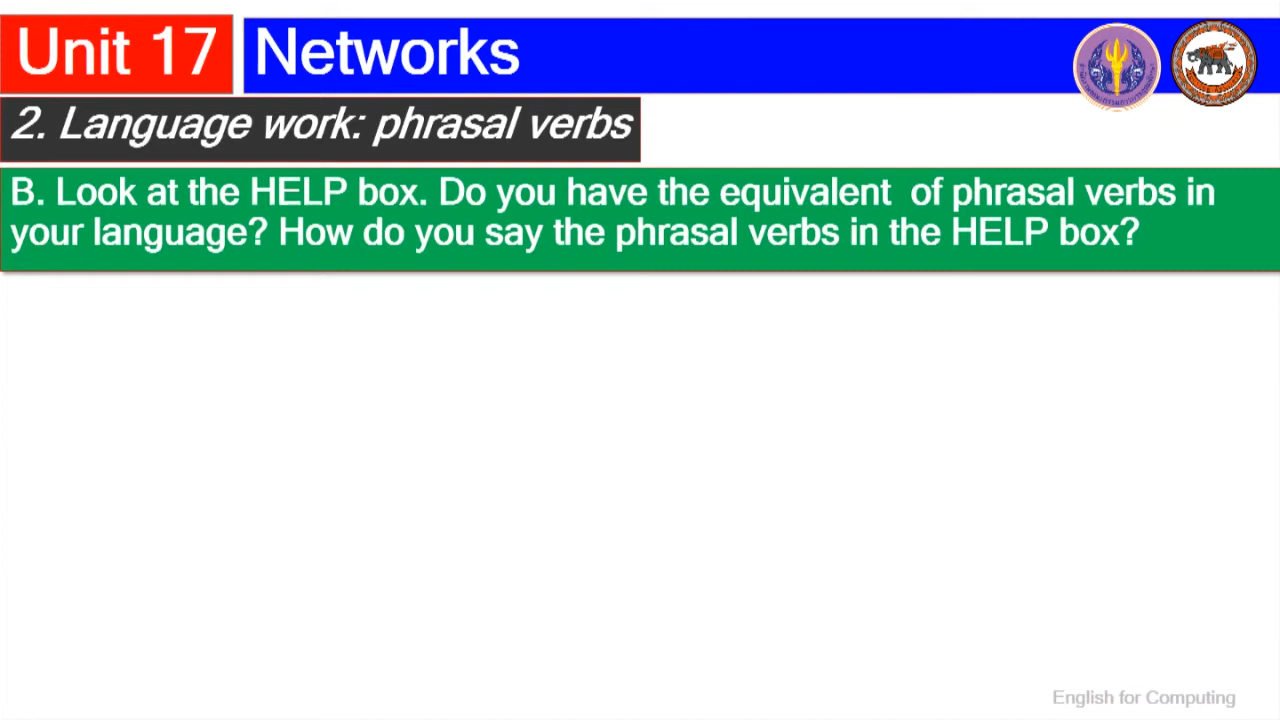 Unit 17 Networks
2. Language work: phrasal verbs
B. Look at the HELP box. Do you have the equivalent of phrasal verbs in
your language? How do you say the phrasal verbs in the HELP box?
English for Computing